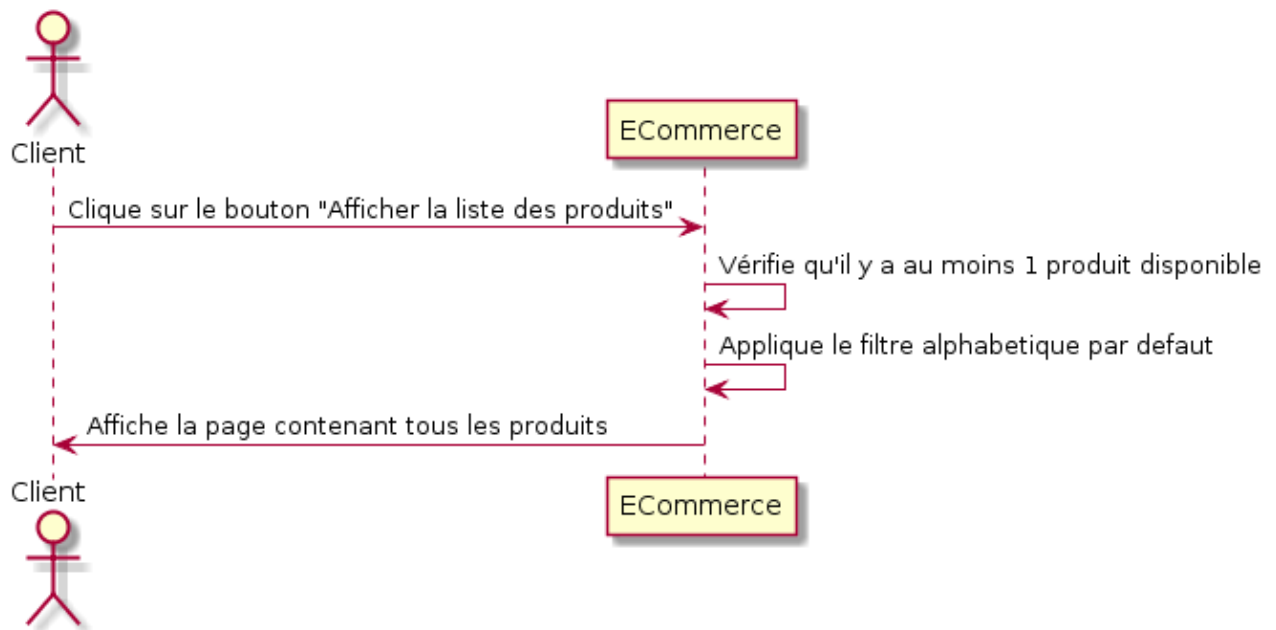 Client
ECommerce
Clique sur le bouton "Afficher la liste des produits"
Vérifie qu'il y a au moins 1 produit disponible
Applique le filtre alphabetique par defaut
Affiche la page contenant tous les produits
Client
ECommerce